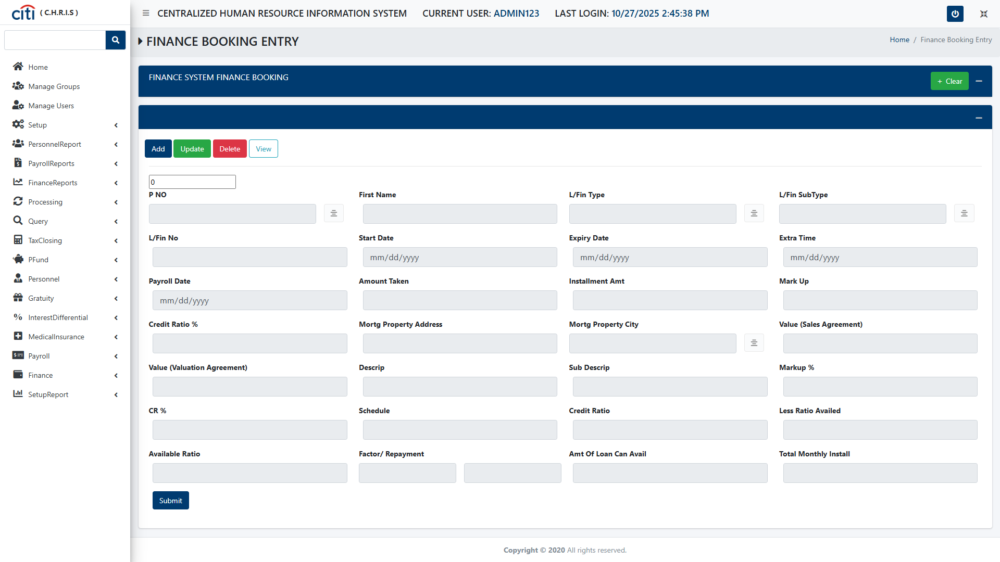 citi ( C.H.R.I.S )
CENTRALIZED HUMAN RESOURCE INFORMATION SYSTEM CURRENT USER: ADMIN123 LAST LOGIN: 10/27/2025 2:45:38 PM
FINANCE BOOKING ENTRY
Home / Finance Booking Entry
Home
Manage Groups
Manage Users
Setup
PersonnelReport
PayrollReports
FinanceReports
Processing
Query
TaxClosing
PFund
Personnel
Gratuity
% InterestDifferential
MedicalInsurance
Payroll
Finance
SetupReport
FINANCE SYSTEM FINANCE BOOKING
+ Clear
Add Update Delete View
0
P NO First Name L/Fin Type L/Fin SubType
L/Fin No Start Date Expiry Date Extra Time
mm/dd/yyyy mm/dd/yyyy mm/dd/yyyy
Payroll Date Amount Taken Installment Amt Mark Up
mm/dd/yyyy
Credit Ratio % Mortg Property Address Mortg Property City Value (Sales Agreement)
Value (Valuation Agreement) Descrip Sub Descrip Markup %
CR % Schedule Credit Ratio Less Ratio Availed
Available Ratio Factor/ Repayment Amt Of Loan Can Avail Total Monthly Install
Submit
Copyright © 2020 All rights reserved.